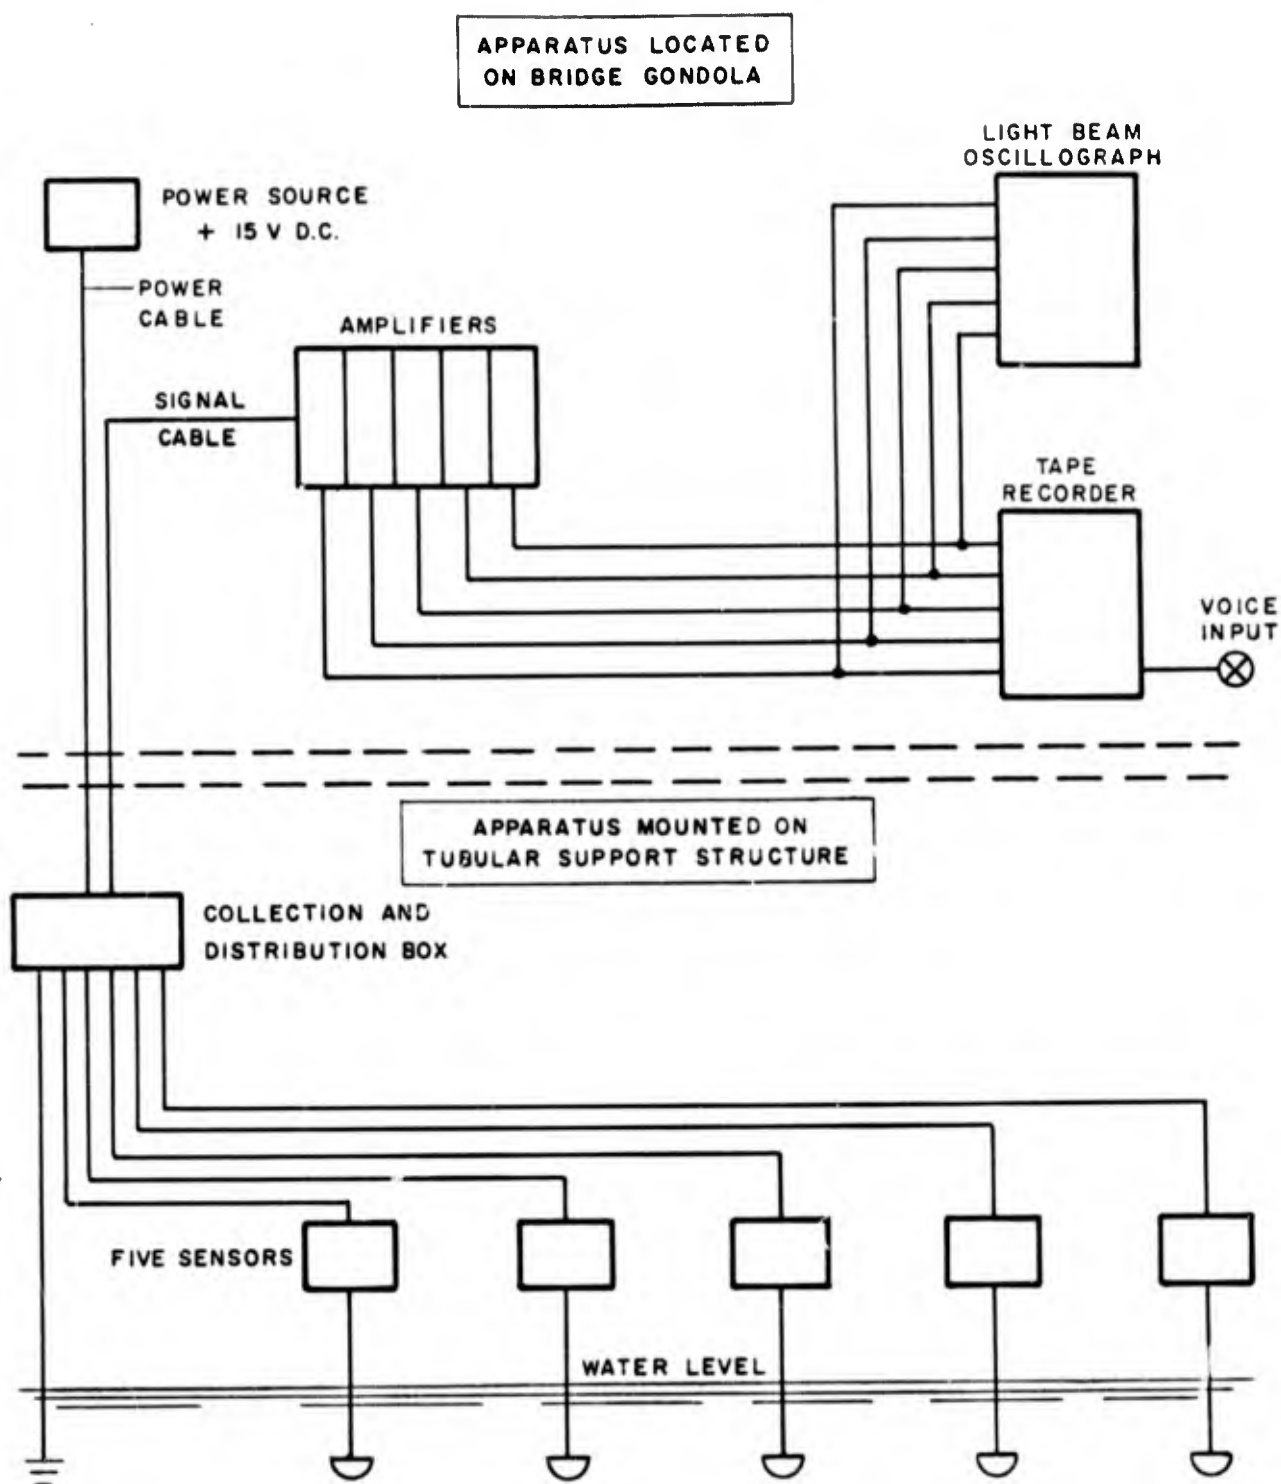 APPARATUS LOCATED
ON BRIDGE GONDOLA
LIGHT BEAM
OSCILLOGRAPH
POWER SOURCE
+ 15 V D.C.
POWER
CABLE
AMPLIFIERS
SIGNAL
CABLE
TAPE
RECORDER
VOICE
INPUT
APPARATUS MOUNTED ON
TUBULAR SUPPORT STRUCTURE
COLLECTION AND
DISTRIBUTION BOX
FIVE SENSORS
WATER LEVEL